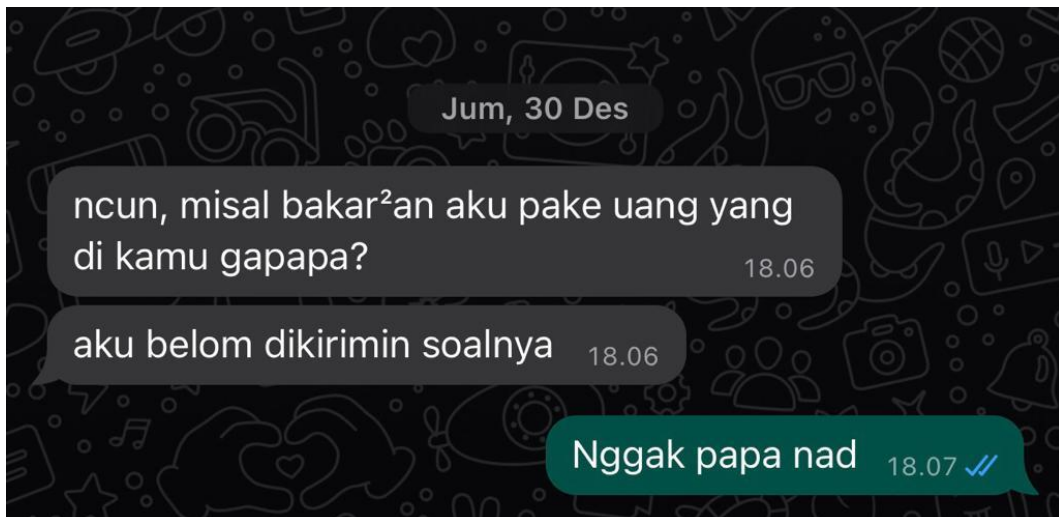 Jum, 30 Des
ncun, misal bakar²an aku pake uang yang
di kamu gapapa?
18.06
aku belom dikirimin soalnya 18.06
Nggak papa nad 18.07